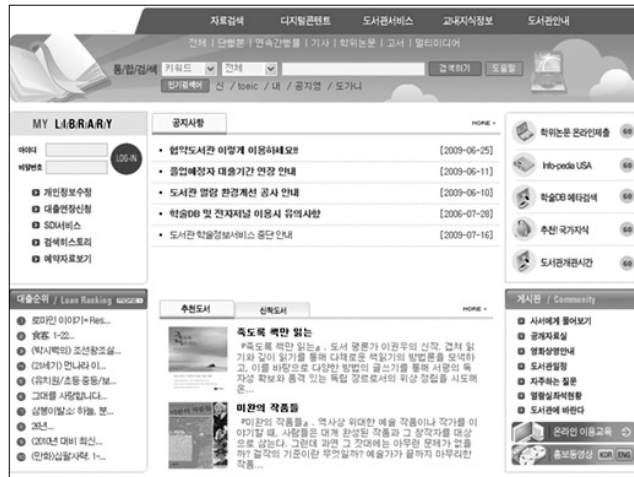 자료검색 디지털콘텐트 도서관서비스 교내지식정보 도서관안내
전체 | 단행본 | 연속간행물 | 기사 | 학위논문 | 고서 | 멀티미디어
통/합/검/색 키워드 전체 검색하기 도움말
인기검색어 신 / toeic / 내 / 공지영 / 도가니
MY L·I·B·R·A·R·Y
아이디
비밀번호
LOG-IN
개인정보수정
대출연장신청
SDI서비스
검색히스토리
예약자료보기
공지사항 MORE
협약도서관 이렇게 이용하세요!! [2009-06-25]
졸업예정자 대출기간 연장 안내 [2009-06-11]
도서관 열람 환경개선 공사 안내 [2009-06-10]
학술DB 및 전자저널 이용시 유의사항 [2006-07-28]
도서관 학술정보서비스 중단 안내 [2009-07-16]
학위논문 온라인제출 GO
Info-pedia USA GO
학술DB 메타검색 GO
추천! 국가지식 GO
도서관개관시간 GO
대출순위 / Loan Ranking MORE
로마인 이야기= Res...
食客. 1-22...
(박시백의) 조선왕조실...
(21세기) 먼나라 이...
(유치원/초등·중등/보...
그대를 사랑합니다...
삼봉이발소: 하늘, 분...
26년...
(2010년 대비 최신...
(만화)십팔사략. 1-...
추천도서 신착도서 MORE
죽도록 책만 읽는
『죽도록 책만 읽는』. 도서 평론가 이권우의 신작. 겹쳐 읽
기와 깊이 읽기를 통해 다채로운 책읽기의 방법론을 모색하
고, 이를 바탕으로 다양한 방법의 글쓰기를 통해 서평의 독
자성 확보와 품격 있는 독립 장르로서의 위상 정립을 시도해
온...
미완의 작품들
『미완의 작품들』. 역사상 위대한 예술 작품이나 작가를 이
야기할 때, 사람들은 대개 완성된 작품과 그 창작자를 대상
으로 삼는다. 그런데 과연 그 잣대에는 아무런 문제가 없을
까? 걸작의 기준이란 무엇일까? 예술가가 끝까지 마무리한
작품...
게시판 / Community
사서에게 물어보기
공개자료실
영화상영안내
도서관일정
자주하는 질문
열람실좌석현황
도서관에 바란다
온라인 이용교육
홍보동영상 KOR ENG